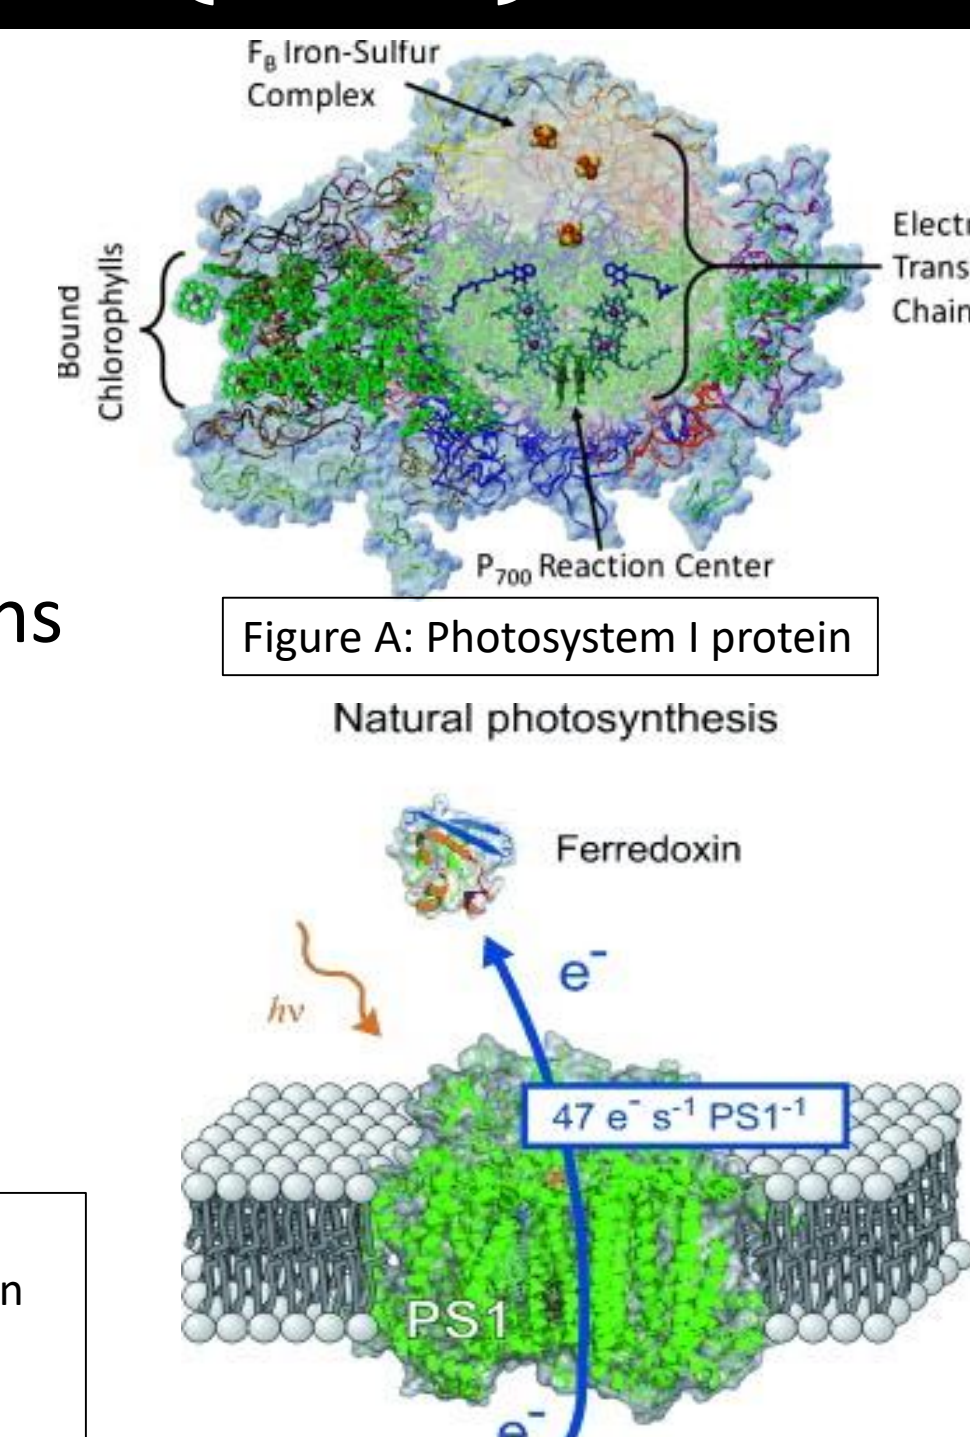 F_B Iron-Sulfur
Complex
Electr
Trans
Chain
Bound
Chlorophylls
P₇₀₀ Reaction Center
ns
Figure A: Photosystem I protein
Natural photosynthesis
Ferredoxin
e⁻
hν
47 e⁻ s⁻¹ PS1⁻¹
n
PS1
e⁻